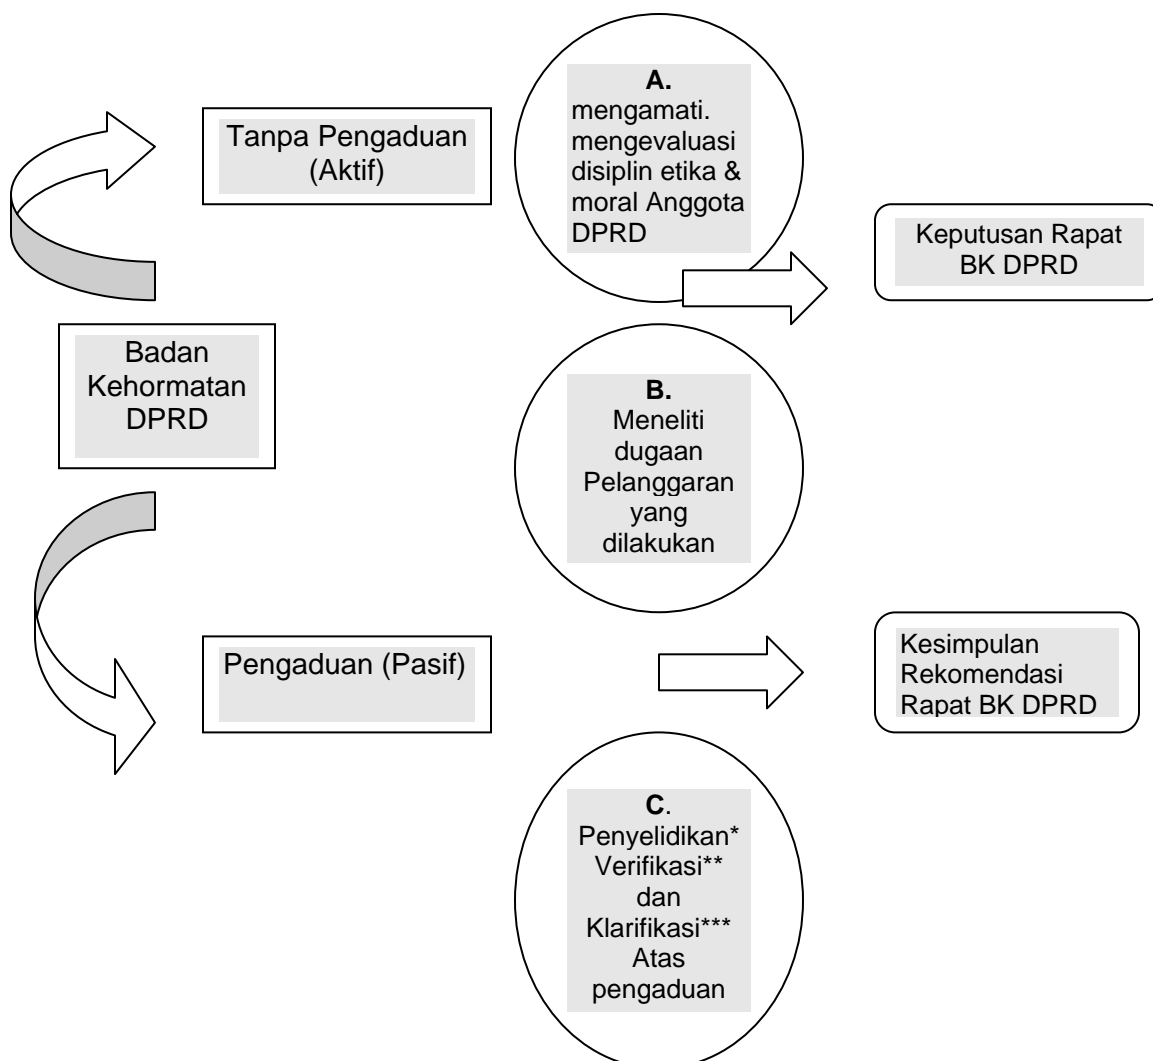 Tanpa Pengaduan
(Aktif)
A.
mengamati.
mengevaluasi
disiplin etika &
moral Anggota
DPRD
Keputusan Rapat
BK DPRD
Badan
Kehormatan
DPRD
B.
Meneliti
dugaan
Pelanggaran
yang
dilakukan
Pengaduan (Pasif)
Kesimpulan
Rekomendasi
Rapat BK DPRD
C.
Penyelidikan*
Verifikasi**
dan
Klarifikasi***
Atas
pengaduan